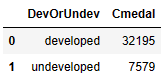 DevOrUndev Cmedal
0 developed 32195
1 undeveloped 7579